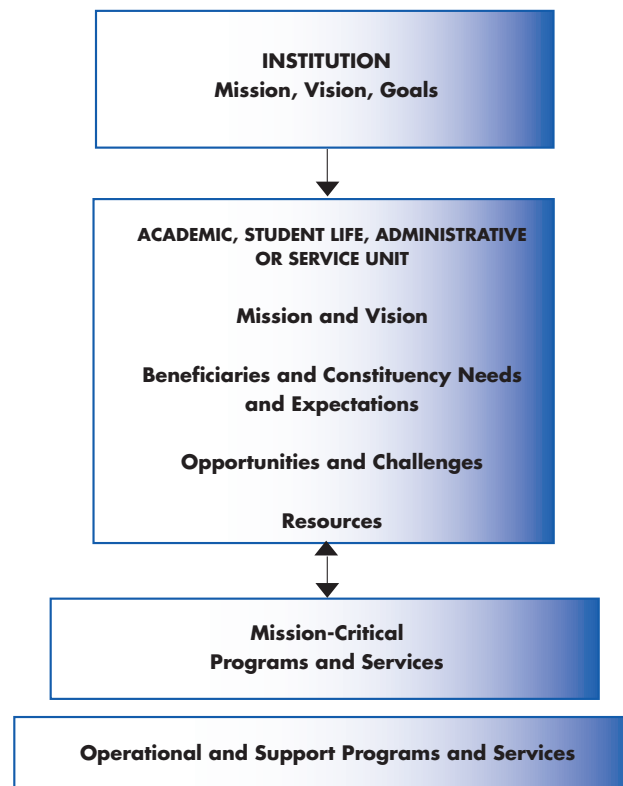 INSTITUTION
Mission, Vision, Goals
ACADEMIC, STUDENT LIFE, ADMINISTRATIVE
OR SERVICE UNIT
Mission and Vision
Beneficiaries and Constituency Needs
and Expectations
Opportunities and Challenges
Resources
Mission-Critical
Programs and Services
Operational and Support Programs and Services